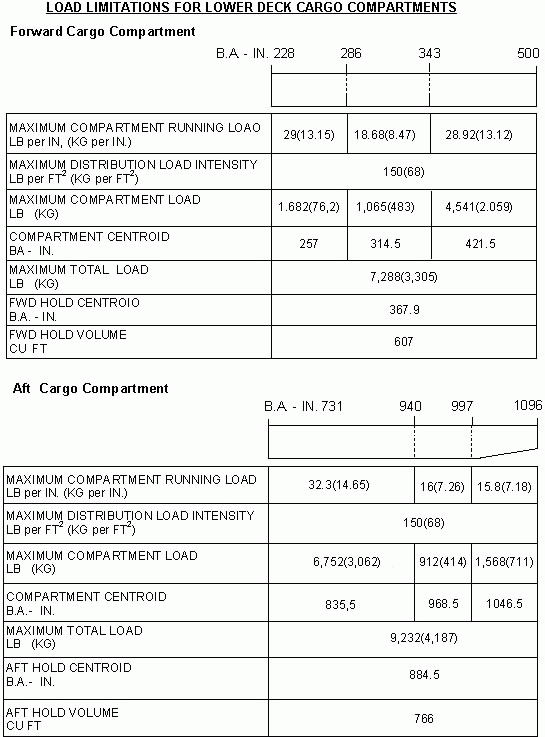 LOAD LIMITATIONS FOR LOWER DECK CARGO COMPARTMENTS
Forward Cargo Compartment
B.A. - IN. 228 286 343 500
MAXIMUM COMPARTMENT RUNNING LOAO
LB per IN, (KG per IN.)
29(13.15) 18.68(8.47) 28.92(13.12)
MAXIMUM DISTRIBUTION LOAD INTENSITY
LB per FT2 (KG per FT2)
150(68)
MAXIMUM COMPARTMENT LOAD
LB (KG)
1.682(76,2) 1,065(483) 4,541(2.059)
COMPARTMENT CENTROID
BA - IN.
257 314.5 421.5
MAXIMUM TOTAL LOAD
LB (KG)
7,288(3,305)
FWD HOLD CENTROIO
B.A. - IN.
367.9
FWD HOLD VOLUME
CU FT
607
Aft Cargo Compartment
B.A. - IN. 731 940 997 1096
MAXIMUM COMPARTMENT RUNNING LOAD
LB per IN. (KG per IN.)
32.3(14.65) 16(7.26) 15.8(7.18)
MAXIMUM DISTRIBUTION LOAD INTENSITY
LB per FT2 (KG per FT2)
150(68)
MAXIMUM COMPARTMENT LOAD
LB (KG)
6,752(3,062) 912(414) 1,568(711)
COMPARTMENT CENTROID
B.A.- IN.
835,5 968.5 1046.5
MAXIMUM TOTAL LOAD
LB (KG)
9,232(4,187)
AFT HOLD CENTROID
B.A.- IN.
884.5
AFT HOLD VOLUME
CU FT
766